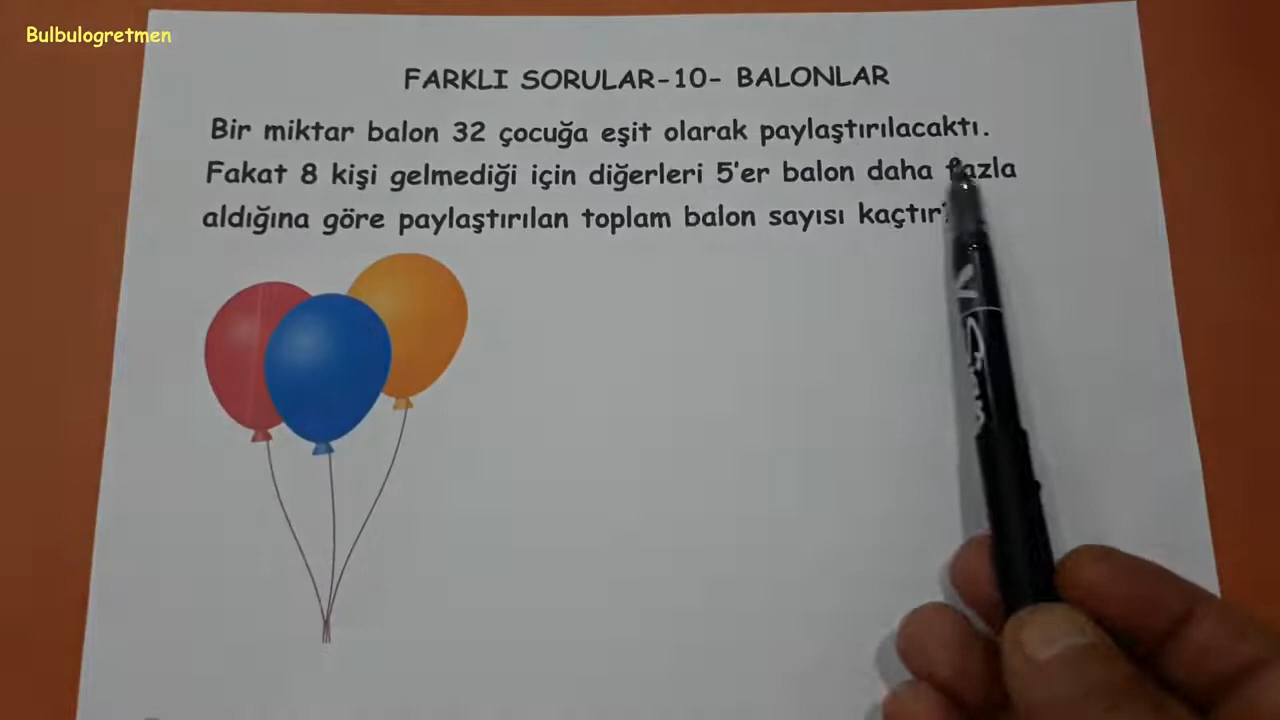 Bulbulogretmen
FARKLI SORULAR-10- BALONLAR
Bir miktar balon 32 çocuğa eşit olarak paylaştırılacaktı.
Fakat 8 kişi gelmediği için diğerleri 5'er balon daha fazla
aldığına göre paylaştırılan toplam balon sayısı kaçtır?
V